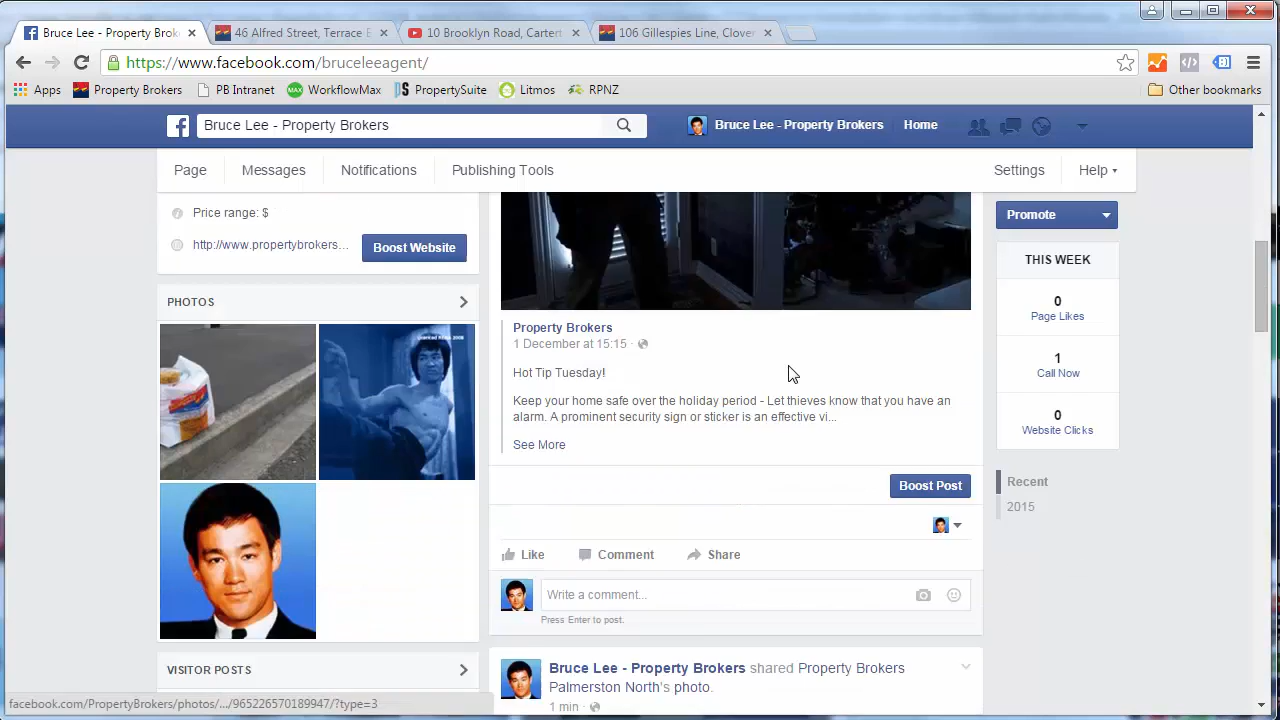 Bruce Lee - Property Brok
46 Alfred Street, Terrace E
10 Brooklyn Road, Cartert
106 Gillespies Line, Clover
https://www.facebook.com/bruceleeagent/
Apps
Property Brokers
PB Intranet
MAX
WorkflowMax
PropertySuite
Litmos
RPNZ
Other bookmarks
Bruce Lee - Property Brokers
Bruce Lee - Property Brokers
Home
Page
Messages
Notifications
Publishing Tools
Settings
Help
Price range: $
http://www.propertybrokers...
Boost Website
PHOTOS
VISITOR POSTS
Property Brokers
1 December at 15:15 ·
Hot Tip Tuesday!
Keep your home safe over the holiday period - Let thieves know that you have an
alarm. A prominent security sign or sticker is an effective vi...
See More
Boost Post
Like
Comment
Share
Write a comment...
Press Enter to post.
Bruce Lee - Property Brokers shared Property Brokers
Palmerston North's photo.
1 min ·
Promote
THIS WEEK
0
Page Likes
1
Call Now
0
Website Clicks
Recent
2015
facebook.com/PropertyBrokers/photos/.../965226570189947/?type=3